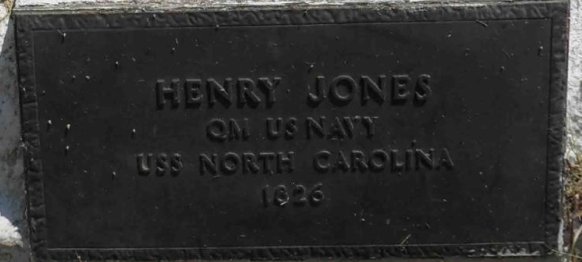 HENRY JONES
QM US NAVY
USS NORTH CAROLINA
1826